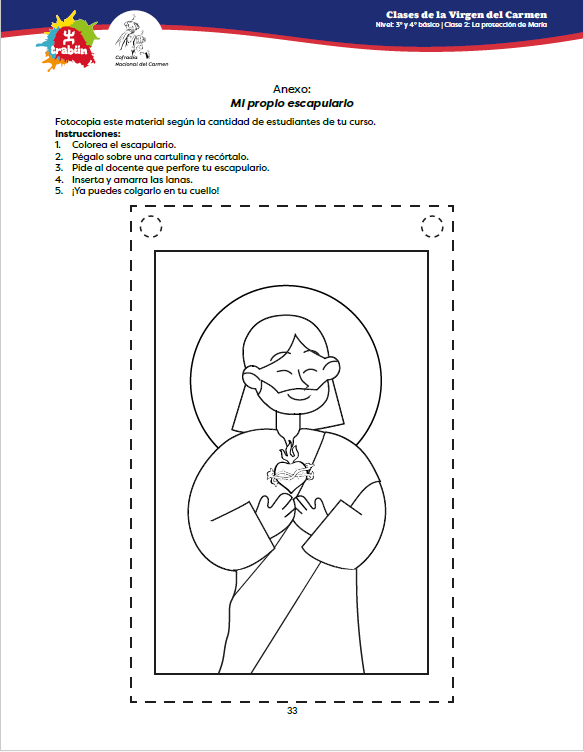 Clases de la Virgen del Carmen
Nivel: 3º y 4º básico | Clase 2: La protección de María
rabün
Cofradía
Nacional del Carmen
Anexo:
Mi propio escapulario
Fotocopia este material según la cantidad de estudiantes de tu curso.
Instrucciones:
1. Colorea el escapulario.
2. Pégalo sobre una cartulina y recórtalo.
3. Pide al docente que perfore tu escapulario.
4. Inserta y amarra las lanas.
5. ¡Ya puedes colgarlo en tu cuello!
33